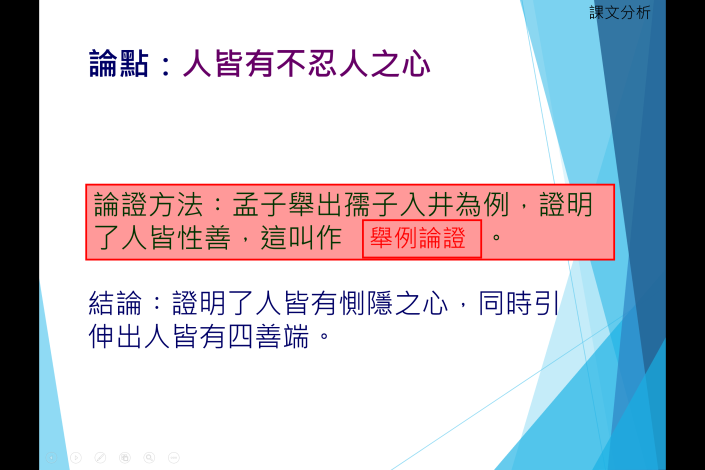 課文分析
論點：人皆有不忍人之心
論證方法：孟子舉出孺子入井為例，證明
了人皆性善，這叫作 舉例論證 。
結論：證明了人皆有惻隱之心，同時引
伸出人皆有四善端。